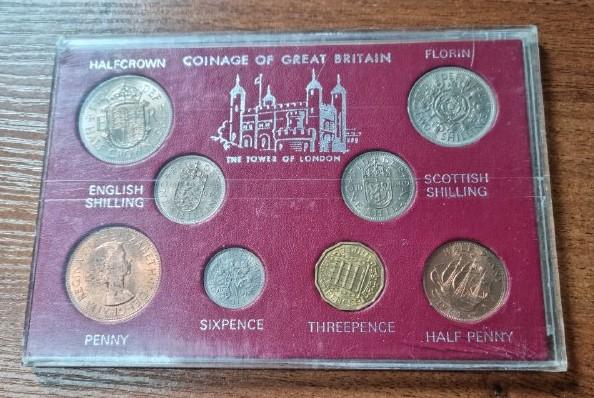 HALFCROWN
COINAGE OF GREAT BRITAIN
FLORIN
THE TOWER OF LONDON
ENGLISH
SHILLING
SCOTTISH
SHILLING
PENNY
SIXPENCE
THREEPENCE
HALF PENNY